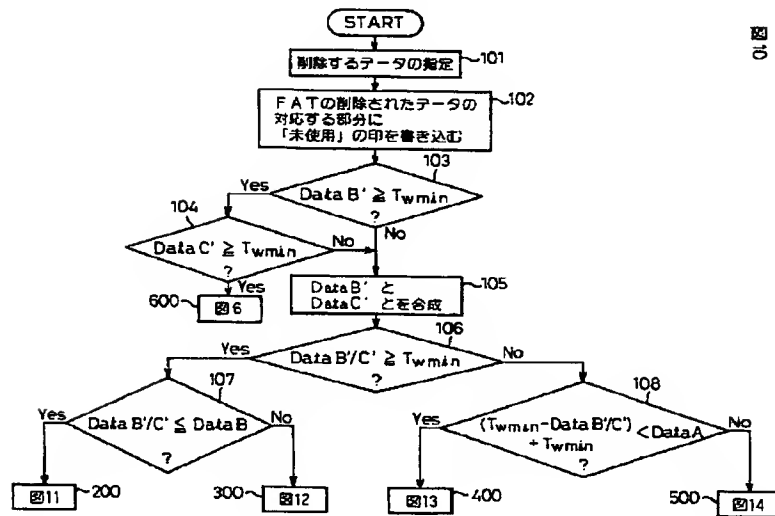 図10
START
削除するデータの指定
101
FATの削除されたデータの
対応する部分に
「未使用」の印を書き込む
102
103
Yes
Data B' ≧ Twmin
?
No
104
Data C' ≧ Twmin
?
No
Yes
600
図6
Data B' と
Data C' とを合成
105
106
Yes
Data B'/C' ≧ Twmin
?
No
107
Yes
Data B'/C' ≦ Data B
?
No
108
Yes
(Twmin-Data B'/C')
+ Twmin
< Data A
?
No
図11
200
300
図12
図13
400
500
図14